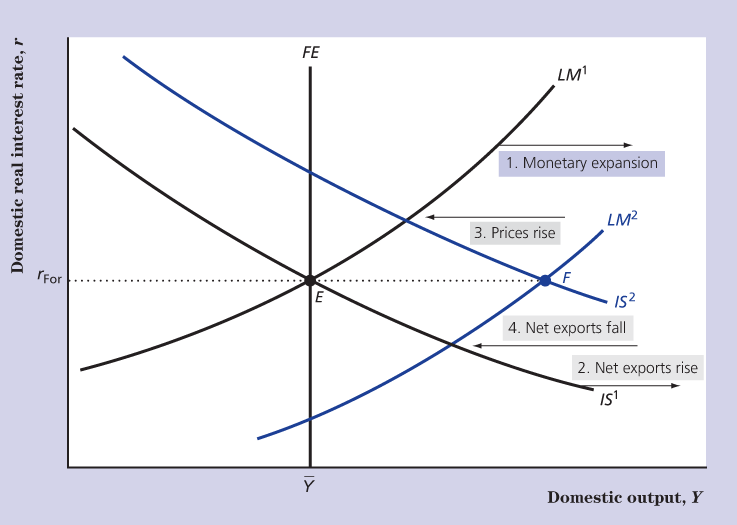 Domestic real interest rate, r
FE
LM¹
1. Monetary expansion
3. Prices rise
LM²
r_For
E
F
IS²
4. Net exports fall
2. Net exports rise
IS¹
Ȳ
Domestic output, Y